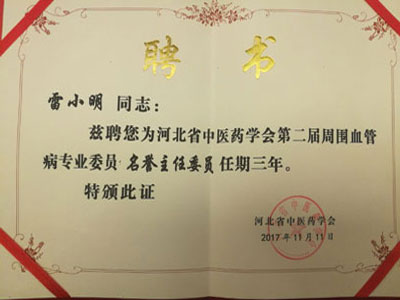 聘书
雷小明 同志：
兹聘您为河北省中医药学会第二届周围血管
病专业委员 名誉主任委员 任期三年。
特颁此证
河北省中医药学会
2017年11月11日